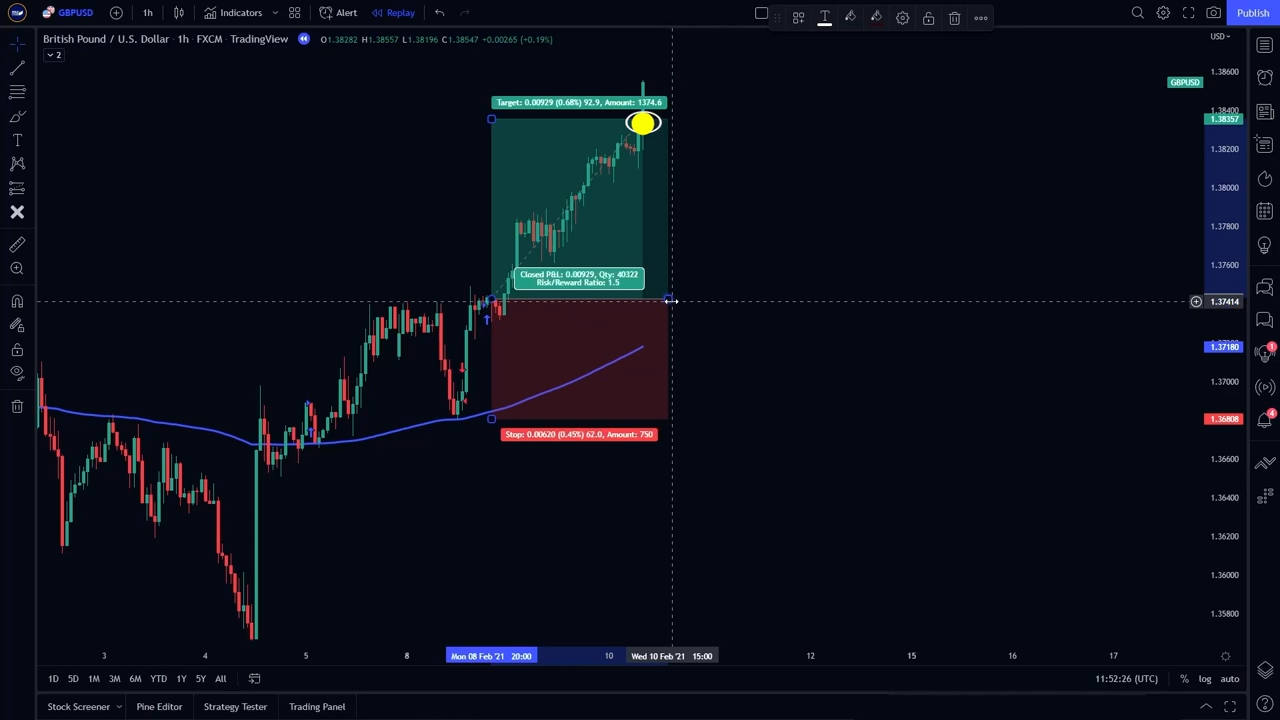 GBPUSD
1h
Indicators
Alert
Replay
T
Publish
British Pound / U.S. Dollar · 1h · FXCM · TradingView
O1.38282 H1.38557 L1.38196 C1.38547 +0.00265 (+0.19%)
USD
2
1.38600
GBPUSD
Target: 0.00929 (0.68%) 92.9, Amount: 1374.6
1.38400
1.38357
1.38200
1.38000
1.37800
1.37600
Closed P&L: 0.00929, Qty: 40322
Risk/Reward Ratio: 1.5
1.37414
1.37180
1.37000
1.36808
Stop: 0.00620 (0.45%) 62.0, Amount: 750
1.36600
1.36400
1.36200
1.36000
1.35800
3
4
5
8
Mon 08 Feb '21 20:00
10
Wed 10 Feb '21 15:00
12
15
16
17
1D 5D 1M 3M 6M YTD 1Y 5Y All
11:52:26 (UTC)
% log auto
Stock Screener
Pine Editor
Strategy Tester
Trading Panel
1
4